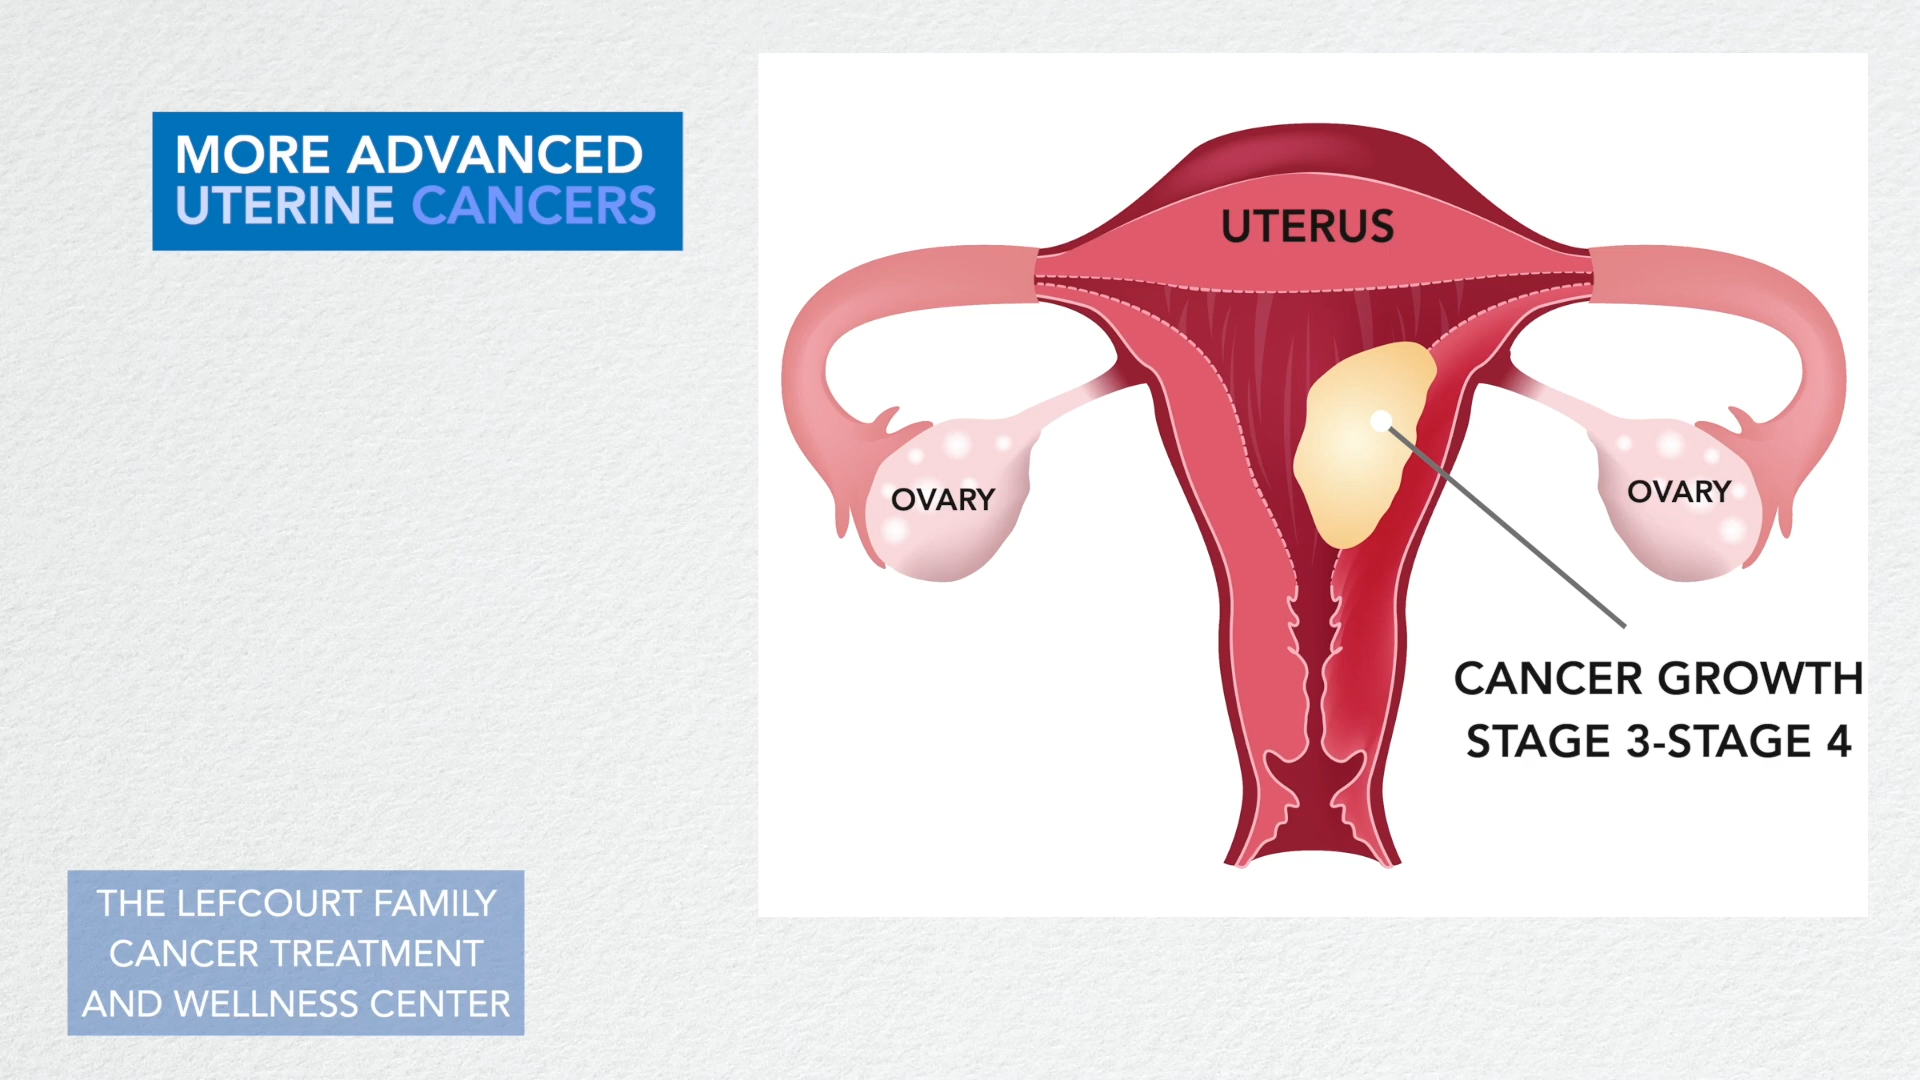 MORE ADVANCED
UTERINE CANCERS
UTERUS
OVARY
OVARY
CANCER GROWTH
STAGE 3-STAGE 4
THE LEFCOURT FAMILY
CANCER TREATMENT
AND WELLNESS CENTER